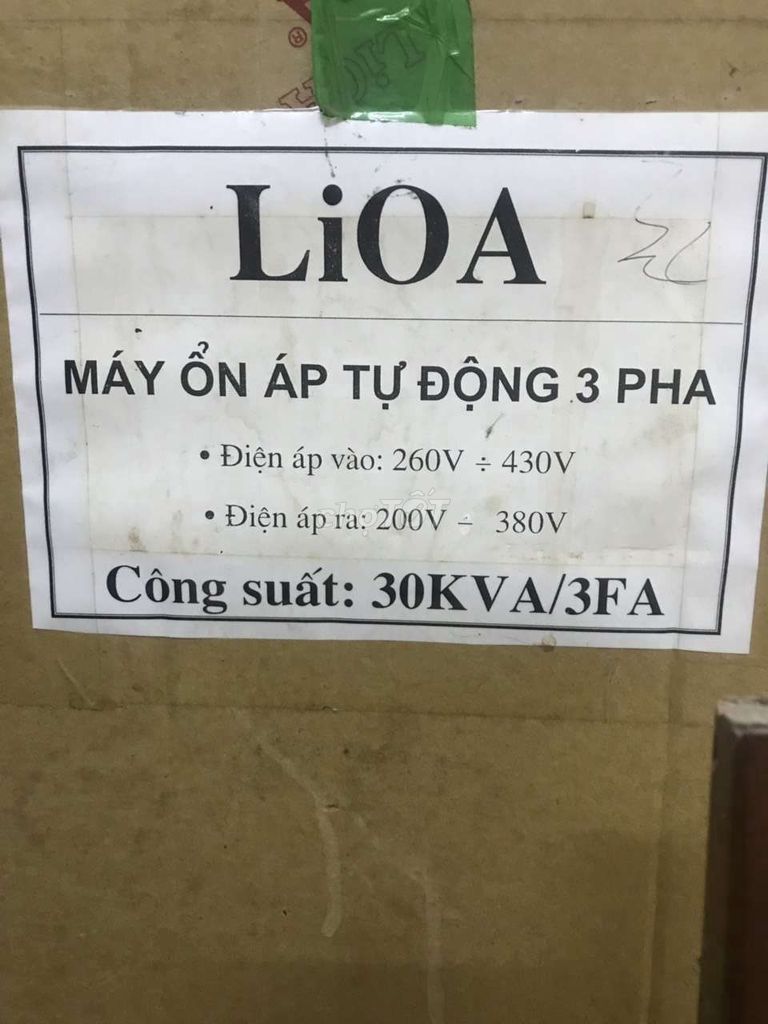 LiOA
MÁY ỔN ÁP TỰ ĐỘNG 3 PHA
• Điện áp vào: 260V ÷ 430V
• Điện áp ra: 200V ÷ 380V
chợTỐT
Công suất: 30KVA/3FA